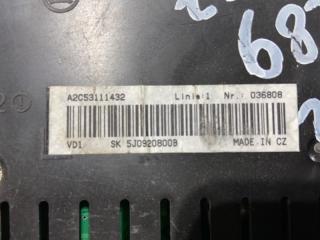 68
A2C53111432 Linie:1 Nr.: 036808
VD1 SK 5J0920800B MADE IN CZ